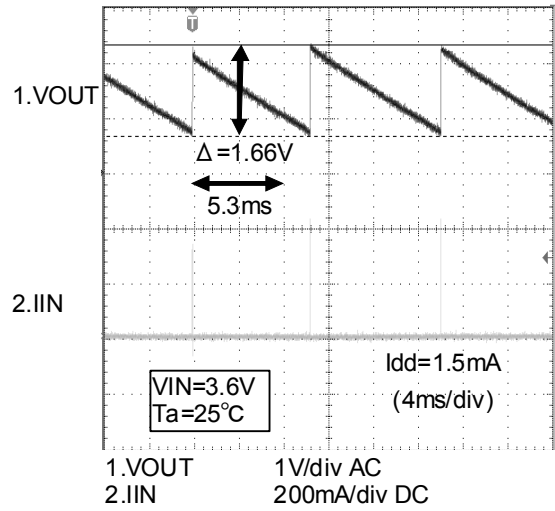 T
1.VOUT
Δ=1.66V
5.3ms
2.IIN
Idd=1.5mA
VIN=3.6V
(4ms/div)
Ta=25°C
1.VOUT 1V/div AC
2.IIN 200mA/div DC